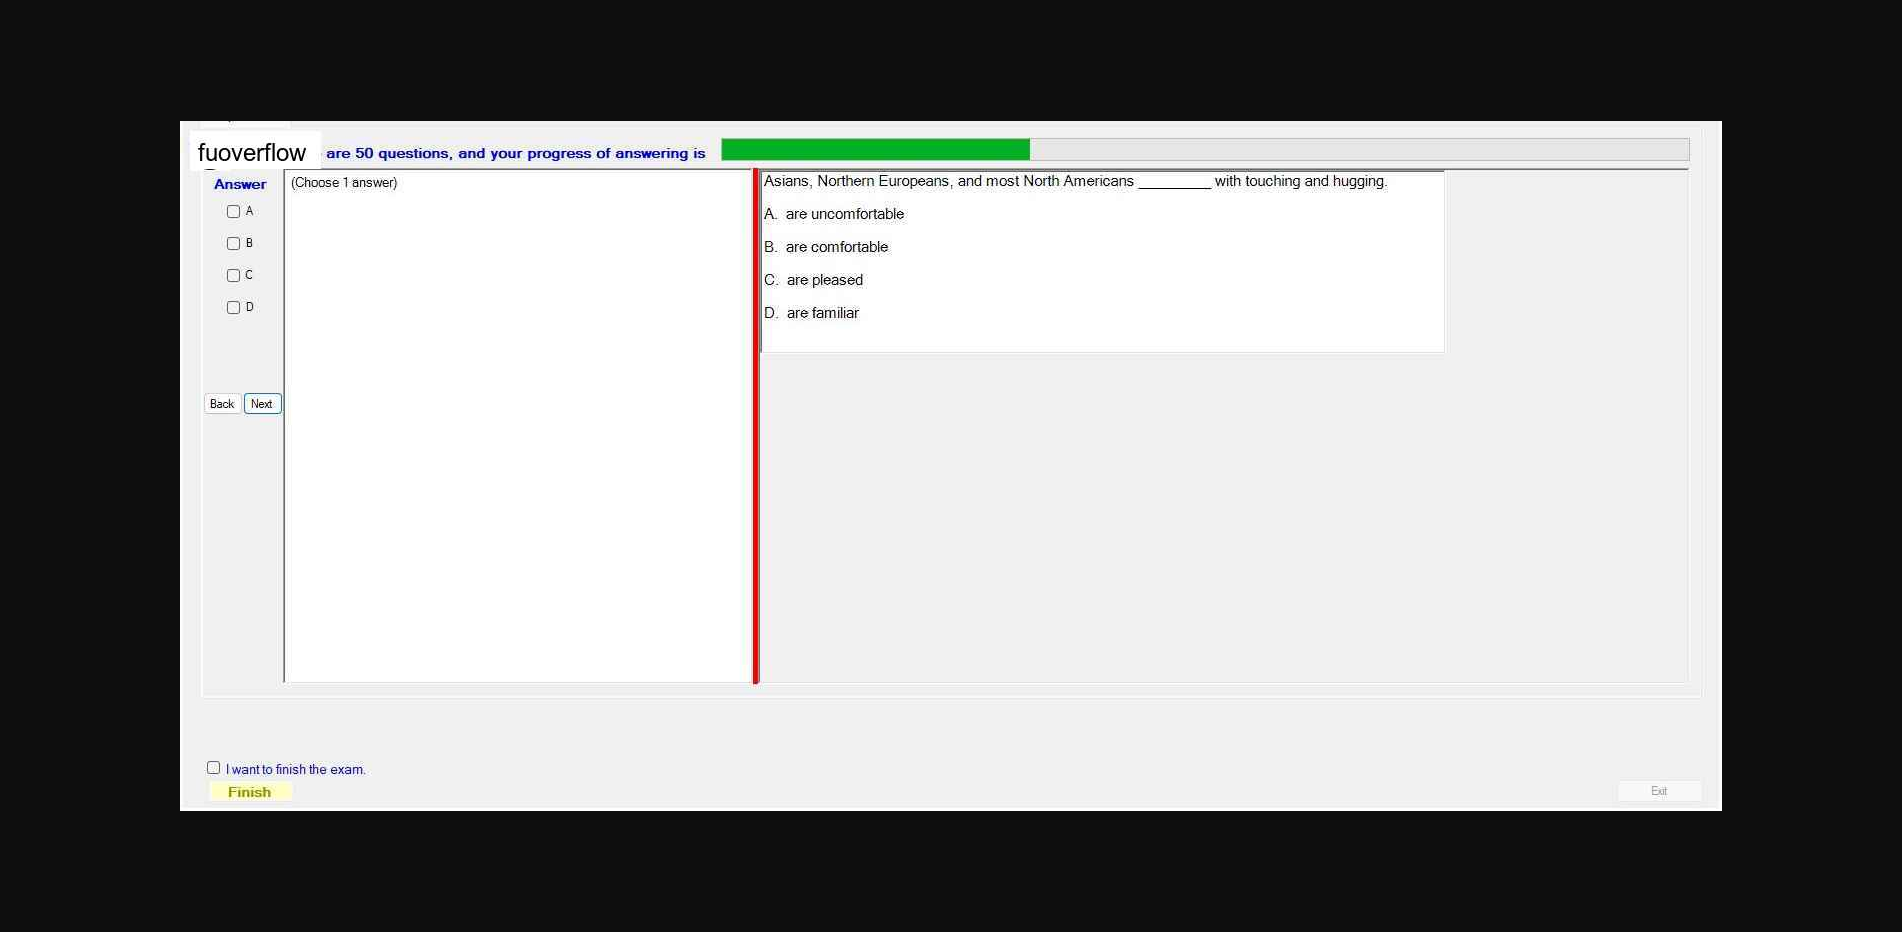 fuoverflow are 50 questions, and your progress of answering is
Answer
(Choose 1 answer)
A
B
C
D
Back Next
Asians, Northern Europeans, and most North Americans _________ with touching and hugging.
A. are uncomfortable
B. are comfortable
C. are pleased
D. are familiar
I want to finish the exam.
Finish
Exit